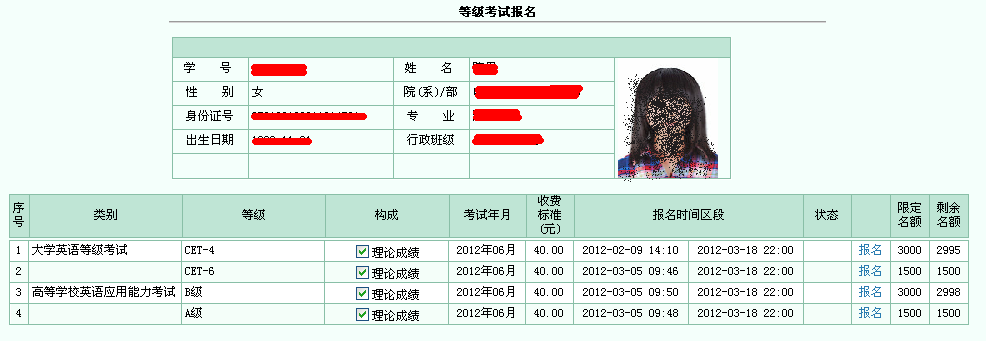 等级考试报名
学 号 姓 名
性 别 女 院(系)/部
身份证号 专 业
出生日期 行政班级
序号 类别 等级 构成 考试年月 收费标准(元) 报名时间区段 状态 限定名额 剩余名额
1 大学英语等级考试 CET-4 理论成绩 2012年06月 40.00 2012-02-09 14:10 2012-03-18 22:00 报名 3000 2995
2 CET-6 理论成绩 2012年06月 40.00 2012-03-05 09:46 2012-03-18 22:00 报名 1500 1500
3 高等学校英语应用能力考试 B级 理论成绩 2012年06月 40.00 2012-03-05 09:50 2012-03-18 22:00 报名 3000 2998
4 A级 理论成绩 2012年06月 40.00 2012-03-05 09:48 2012-03-18 22:00 报名 1500 1500